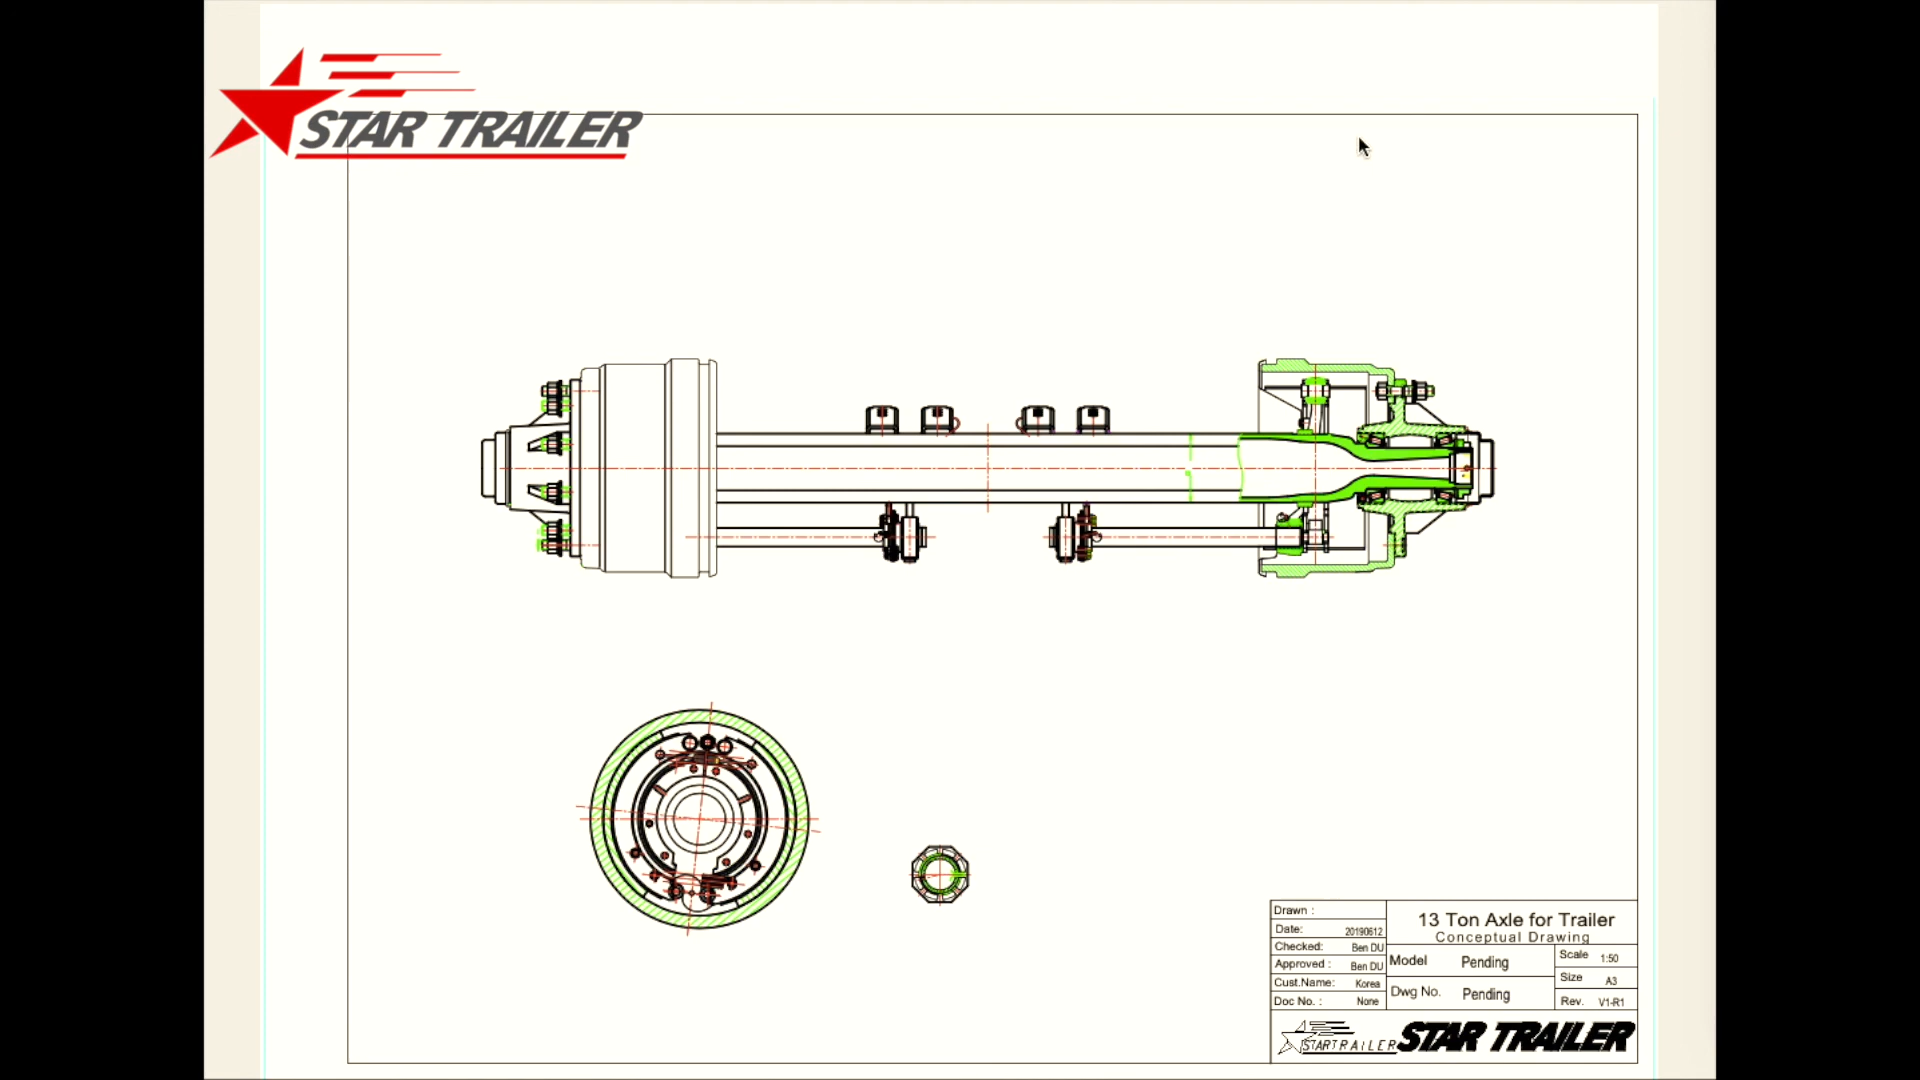 STAR TRAILER
Drawn :
Date: 20190612
Checked: Ben DU
Approved : Ben DU
Cust.Name: Korea
Doc No. : None
13 Ton Axle for Trailer
Conceptual Drawing
Model Pending
Dwg No. Pending
Scale 1:50
Size A3
Rev. V1-R1
STARTRAILER
STAR TRAILER